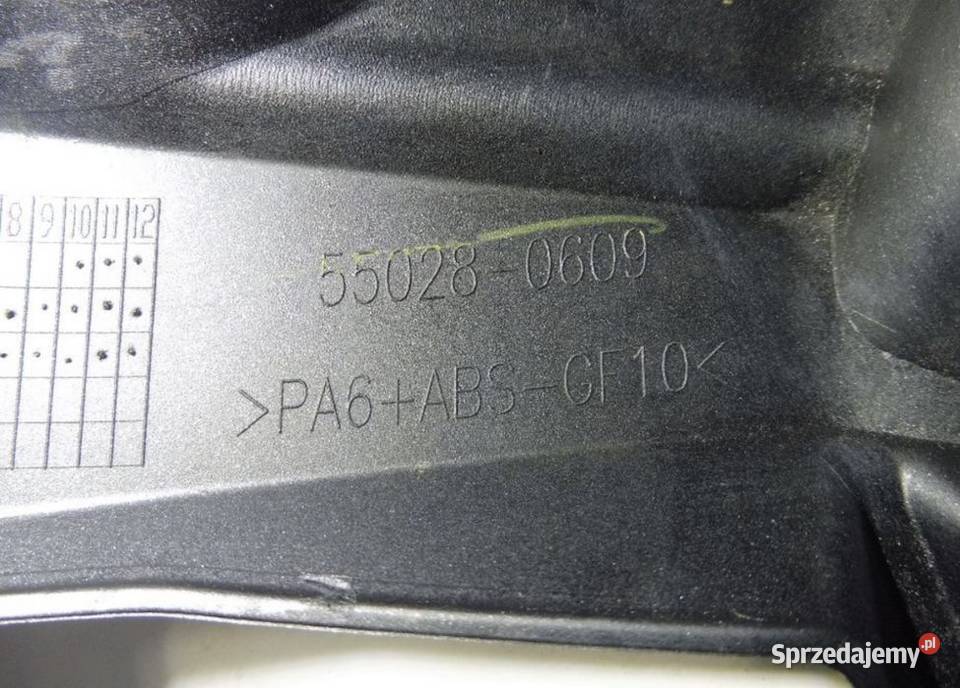 8 9 10 11 12
55028-0609
>PA6+ABS-GF10<
Sprzedajemy.pl